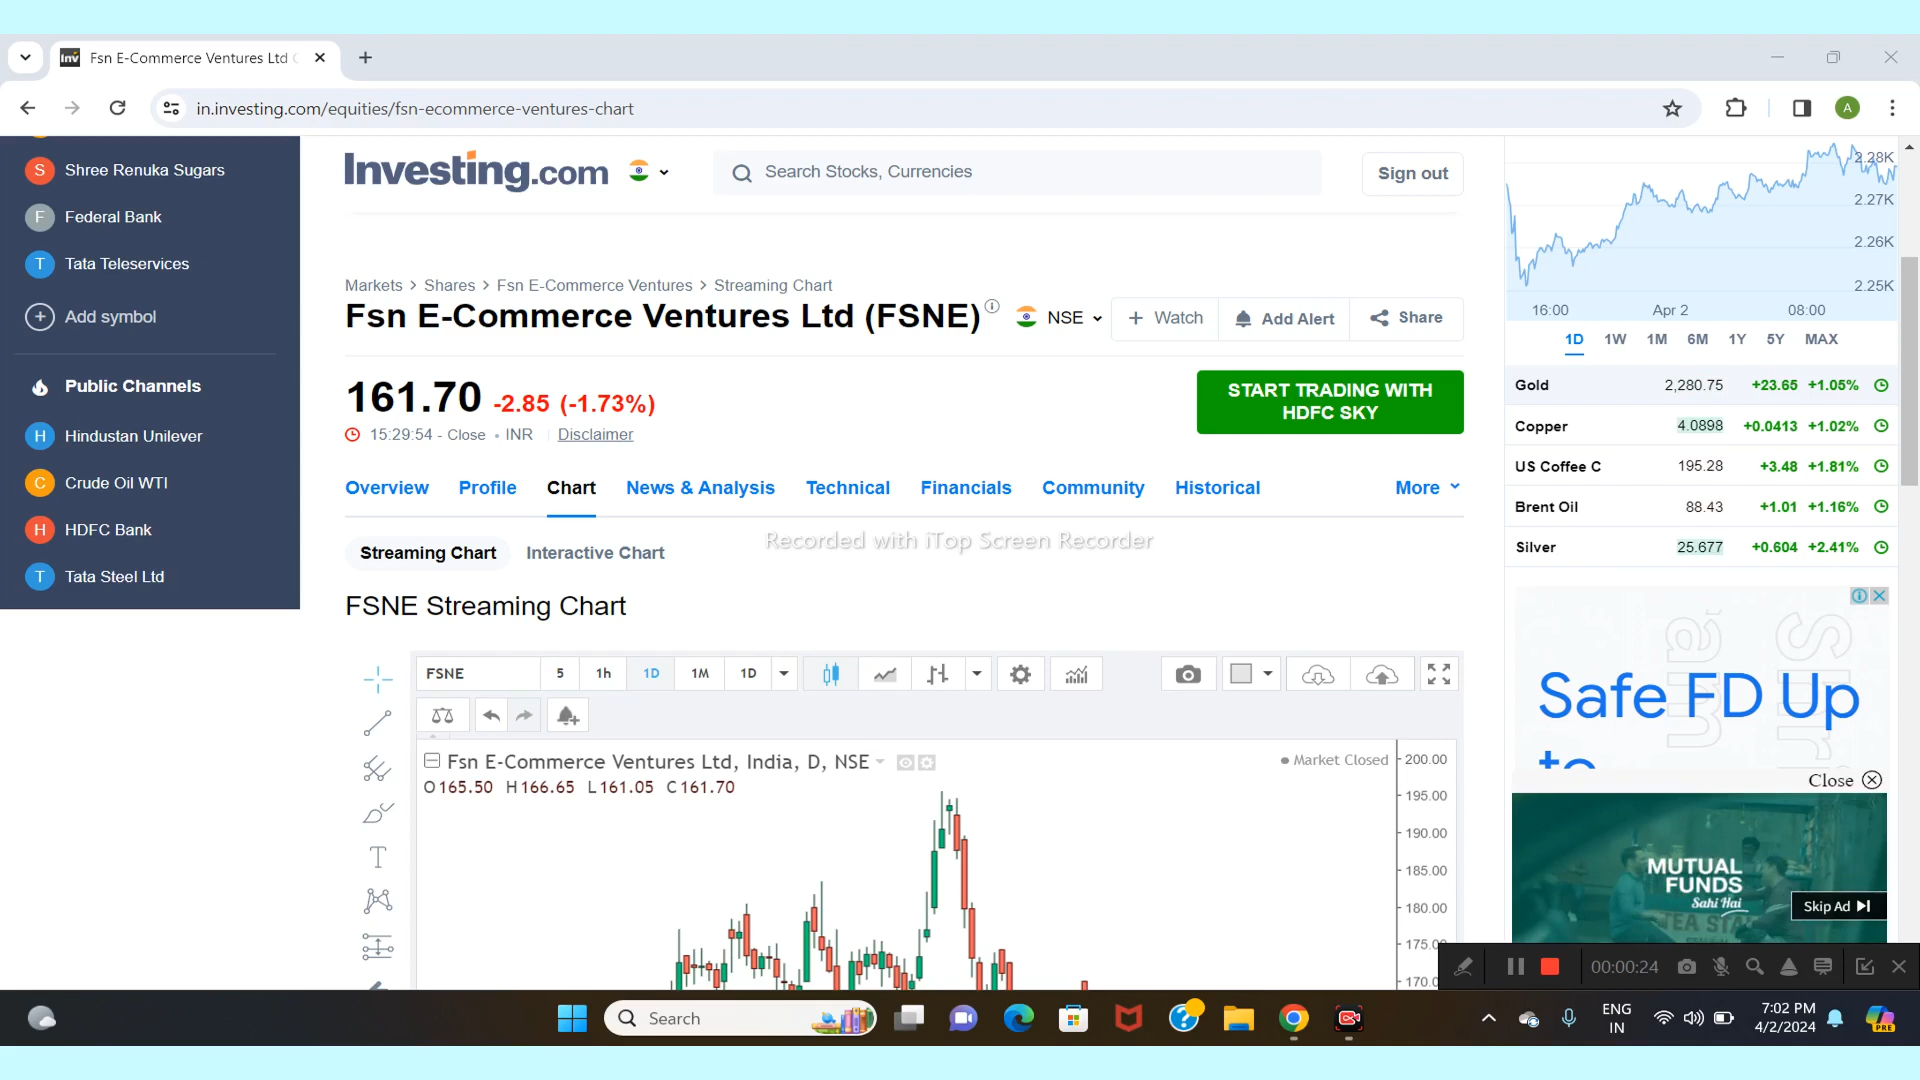 Fsn E-Commerce Ventures Ltd C
in.investing.com/equities/fsn-ecommerce-ventures-chart
A
S Shree Renuka Sugars
F Federal Bank
T Tata Teleservices
Add symbol
Public Channels
H Hindustan Unilever
C Crude Oil WTI
H HDFC Bank
T Tata Steel Ltd
Investing.com
Search Stocks, Currencies
Sign out
Markets > Shares > Fsn E-Commerce Ventures > Streaming Chart
Fsn E-Commerce Ventures Ltd (FSNE)
NSE
+ Watch
Add Alert
Share
161.70 -2.85 (-1.73%)
15:29:54 - Close • INR Disclaimer
START TRADING WITH
HDFC SKY
Overview Profile Chart News & Analysis Technical Financials Community Historical More
Streaming Chart Interactive Chart
Recorded with iTop Screen Recorder
FSNE Streaming Chart
FSNE 5 1h 1D 1M 1D
Fsn E-Commerce Ventures Ltd, India, D, NSE
O165.50 H166.65 L161.05 C161.70
Market Closed
200.00
195.00
190.00
185.00
180.00
175.00
170.00
T
2.28K
2.27K
2.26K
2.25K
16:00 Apr 2 08:00
1D 1W 1M 6M 1Y 5Y MAX
Gold 2,280.75 +23.65 +1.05%
Copper 4.0898 +0.0413 +1.02%
US Coffee C 195.28 +3.48 +1.81%
Brent Oil 88.43 +1.01 +1.16%
Silver 25.677 +0.604 +2.41%
Safe FD Up
to
Close
MUTUAL
FUNDS
Sahi Hai
Skip Ad
00:00:24
Search
ENG
IN
7:02 PM
4/2/2024
PRE